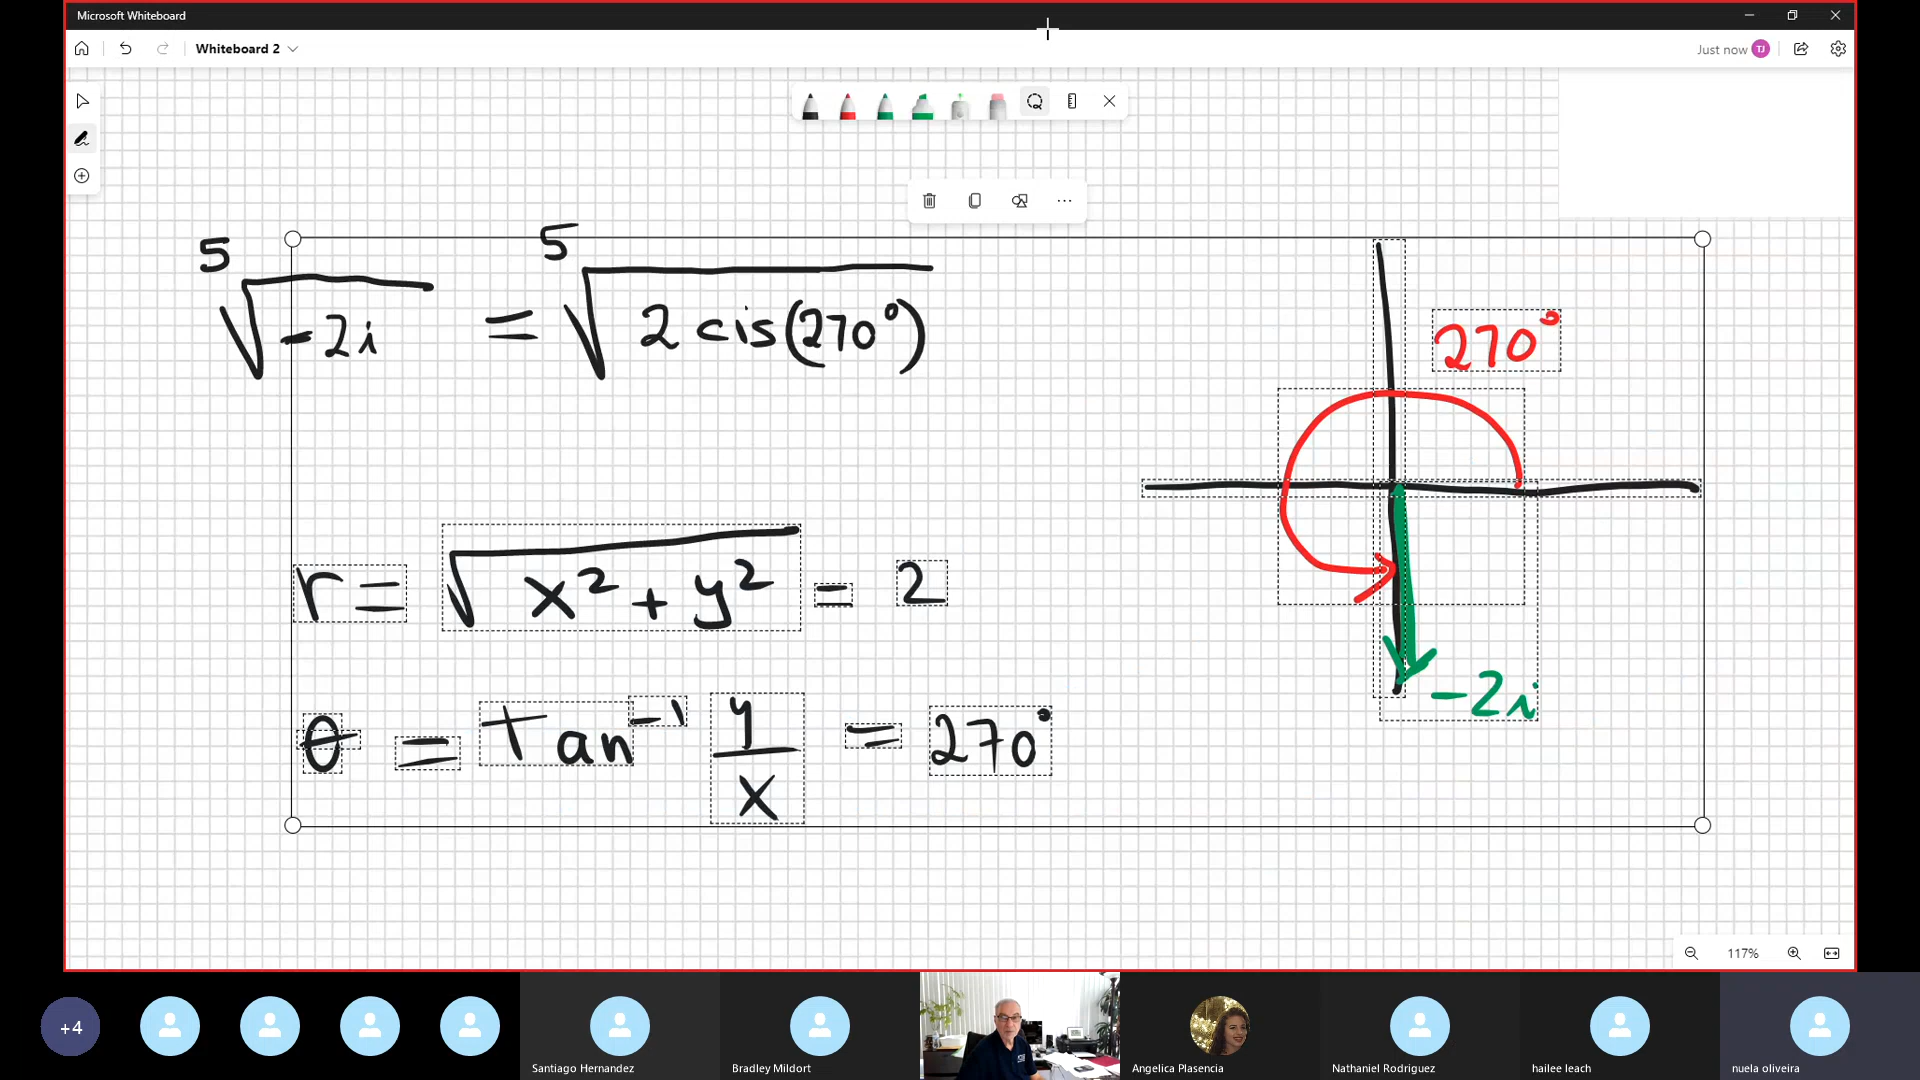 Microsoft Whiteboard
Whiteboard 2
Just now TJ
5√-2i = 5√2 cis(270°)
270°
r = √x²+y² = 2
-2i
θ = tan⁻¹ y/x = 270°
117%
+4
Santiago Hernandez
Bradley Mildort
Angelica Plasencia
Nathaniel Rodriguez
hailee leach
nuela oliveira